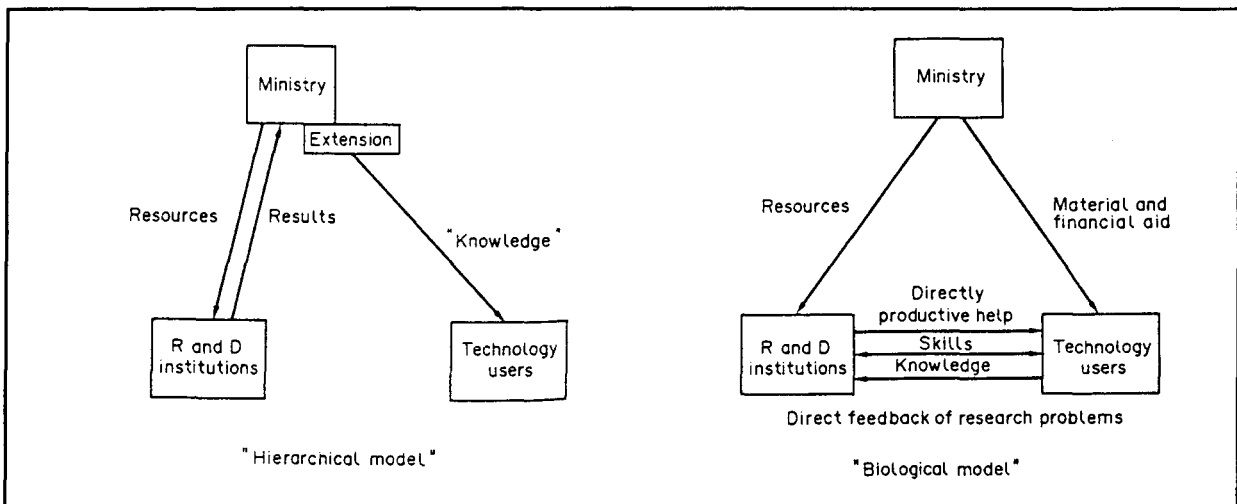 Ministry
Extension
Resources
Results
"Knowledge"
R and D
institutions
Technology
users
"Hierarchical model"
Ministry
Resources
Material and
financial aid
Directly
productive help
Skills
Knowledge
R and D
institutions
Technology
users
Direct feedback of research problems
"Biological model"